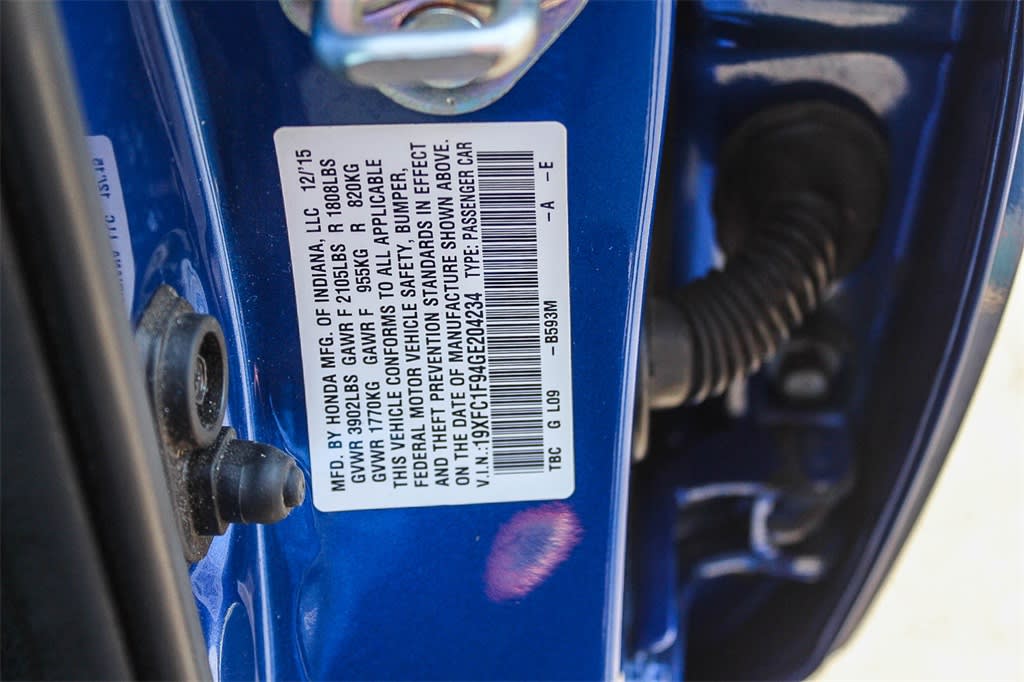 MFD. BY HONDA MFG. OF INDIANA, LLC 12/'15
GVWR 3902LBS GAWR F 2105LBS R 1808LBS
GVWR 1770KG GAWR F 955KG R 820KG
THIS VEHICLE CONFORMS TO ALL APPLICABLE
FEDERAL MOTOR VEHICLE SAFETY, BUMPER,
AND THEFT PREVENTION STANDARDS IN EFFECT
ON THE DATE OF MANUFACTURE SHOWN ABOVE.
V.I.N.:19XFC1F94GE204234 TYPE: PASSENGER CAR
TBC G L09 -B593M -A -E